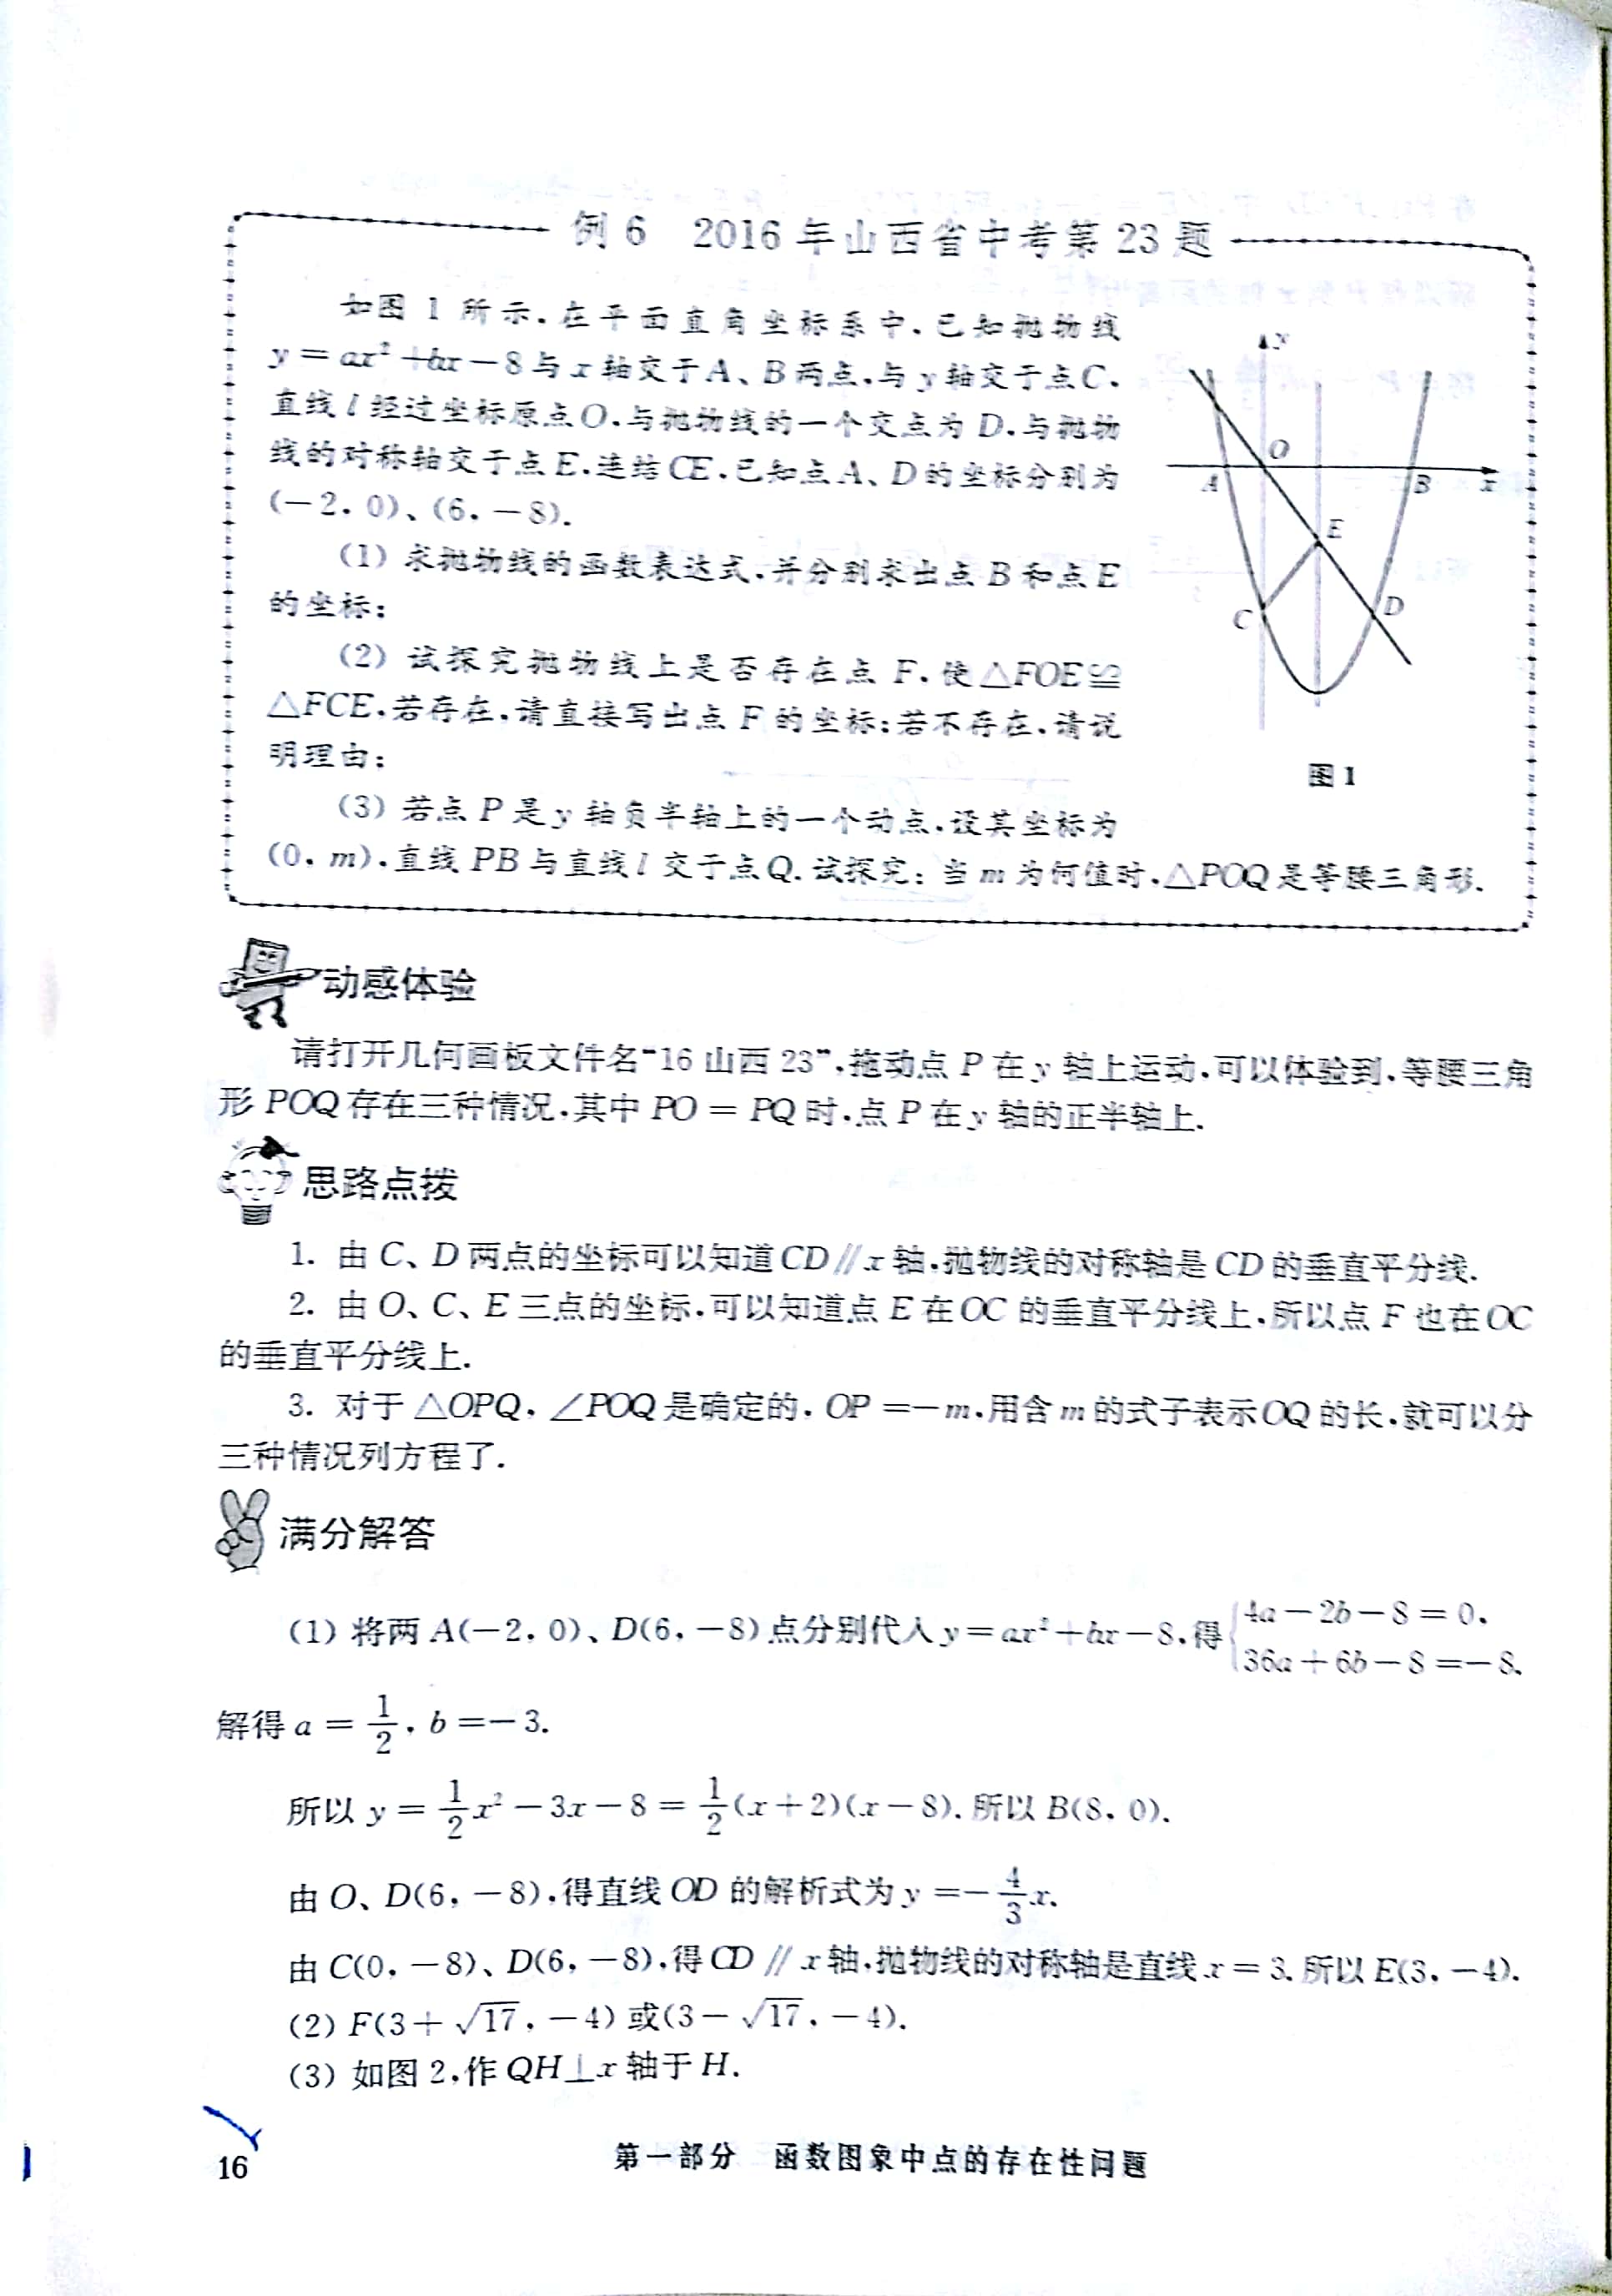 例 6　2016 年山西省中考第 23 题
如图 1 所示,在平面直角坐标系中,已知抛物线
y = ax² + bx − 8 与 x 轴交于 A、B 两点,与 y 轴交于点 C,
直线 l 经过坐标原点 O,与抛物线的一个交点为 D,与抛物
线的对称轴交于点 E,连结 CE,已知点 A、D 的坐标分别为
(−2, 0)、(6, −8).
(1) 求抛物线的函数表达式,并分别求出点 B 和点 E
的坐标;
(2) 试探究抛物线上是否存在点 F,使△FOE≌
△FCE,若存在,请直接写出点 F 的坐标;若不存在,请说
明理由;
(3) 若点 P 是 y 轴负半轴上的一个动点,设其坐标为
(0, m),直线 PB 与直线 l 交于点 Q. 试探究: 当 m 为何值时,△POQ 是等腰三角形.
y
O
A
B
x
E
C
D
图 1
动感体验
请打开几何画板文件名“16 山西 23”,拖动点 P 在 y 轴上运动,可以体验到,等腰三角
形 POQ 存在三种情况,其中 PO = PQ 时,点 P 在 y 轴的正半轴上.
思路点拨
1. 由 C、D 两点的坐标可以知道 CD // x 轴,抛物线的对称轴是 CD 的垂直平分线.
2. 由 O、C、E 三点的坐标,可以知道点 E 在 OC 的垂直平分线上,所以点 F 也在 OC
的垂直平分线上.
3. 对于 △OPQ, ∠POQ 是确定的, OP = −m,用含 m 的式子表示 OQ 的长,就可以分
三种情况列方程了.
满分解答
(1) 将两 A(−2, 0)、D(6, −8) 点分别代入 y = ax² + bx − 8,得 { 4a − 2b − 8 = 0,
36a + 6b − 8 = −8.
解得 a = 1/2, b = −3.
所以 y = 1/2 x² − 3x − 8 = 1/2 (x + 2)(x − 8). 所以 B(8, 0).
由 O、D(6, −8),得直线 OD 的解析式为 y = −4/3 x.
由 C(0, −8)、D(6, −8),得 CD // x 轴,抛物线的对称轴是直线 x = 3. 所以 E(3, −4).
(2) F(3 + √17, −4) 或 (3 − √17, −4).
(3) 如图 2,作 QH⊥x 轴于 H.
16　第一部分　函数图象中点的存在性问题